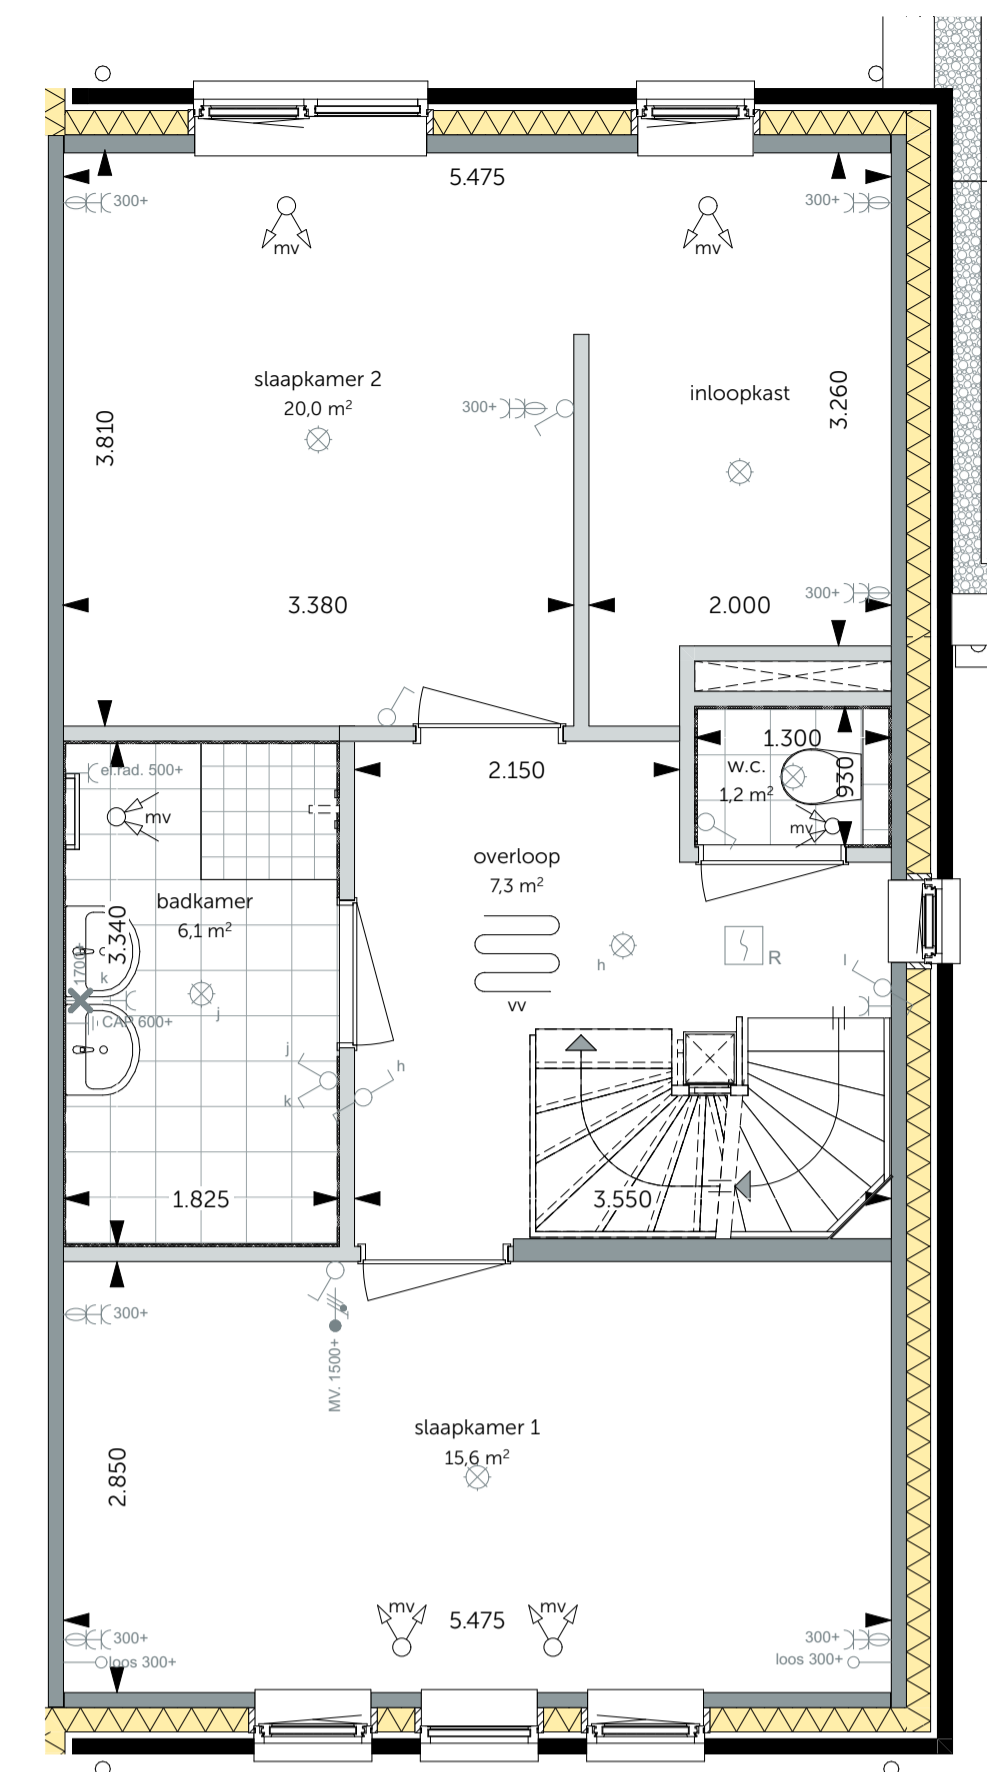 5.475
300+
300+
mv
mv
slaapkamer 2
20,0 m²
300+
inloopkast
3.260
3.810
300+
3.380
2.000
1.300
w.c.
1,2 m²
930
mv
2.150
el.rad. 500+
mv
overloop
7,3 m²
badkamer
6,1 m²
3.340
1700+
k
CAP 600+
j
h
R
l
vv
j
k
h
1.825
3.550
300+
MV. 1500+
slaapkamer 1
15,6 m²
2.850
mv
mv
5.475
300+
loos 300+
300+
loos 300+